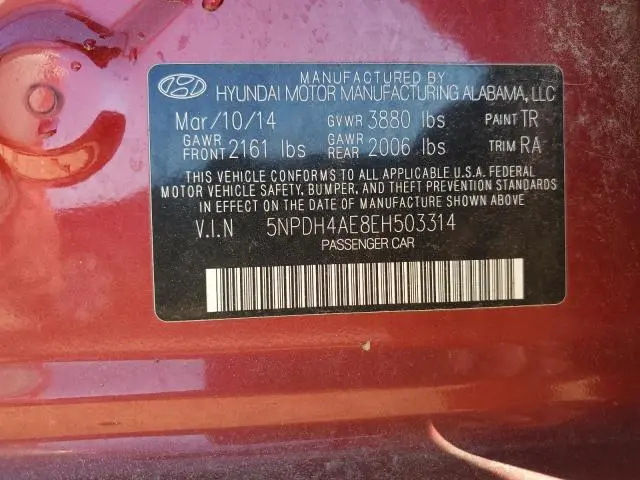 MANUFACTURED BY
HYUNDAI MOTOR MANUFACTURING ALABAMA, LLC
Mar/10/14 GVWR 3880 lbs PAINT TR
GAWR FRONT 2161 lbs GAWR REAR 2006 lbs TRIM RA
THIS VEHICLE CONFORMS TO ALL APPLICABLE U.S.A. FEDERAL
MOTOR VEHICLE SAFETY, BUMPER, AND THEFT PREVENTION STANDARDS
IN EFFECT ON THE DATE OF MANUFACTURE SHOWN ABOVE
V.I.N 5NPDH4AE8EH503314
PASSENGER CAR